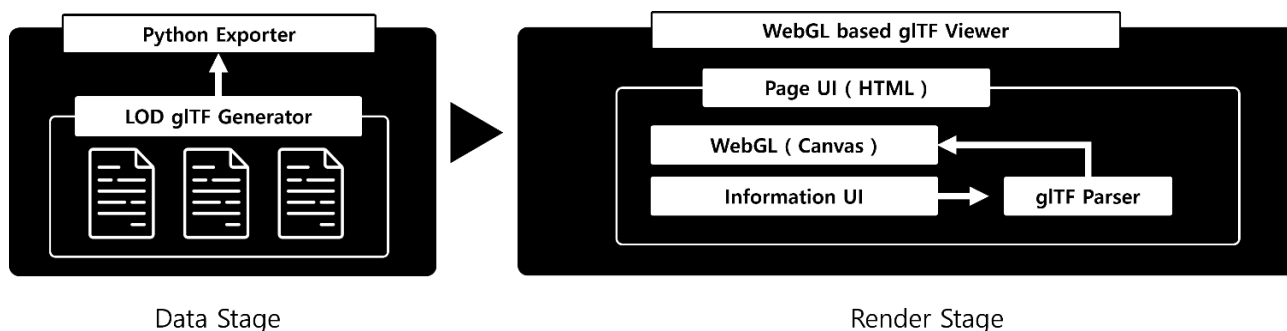 Python Exporter
LOD glTF Generator
Data Stage
WebGL based glTF Viewer
Page UI ( HTML )
WebGL ( Canvas )
Information UI
glTF Parser
Render Stage